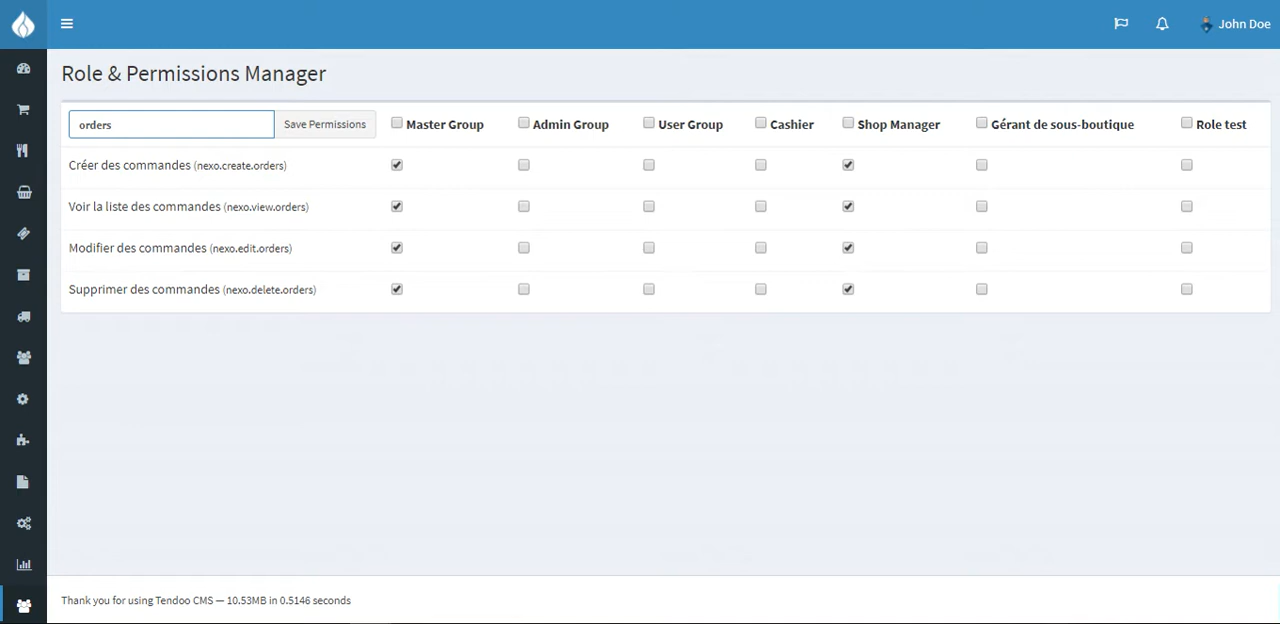 John Doe
Role & Permissions Manager
orders Save Permissions Master Group Admin Group User Group Cashier Shop Manager Gérant de sous-boutique Role test
Créer des commandes (nexo.create.orders)
Voir la liste des commandes (nexo.view.orders)
Modifier des commandes (nexo.edit.orders)
Supprimer des commandes (nexo.delete.orders)
Thank you for using Tendoo CMS — 10.53MB in 0.5146 seconds